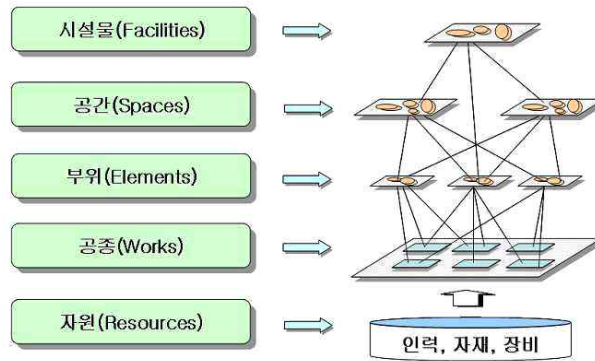 시설물(Facilities)
공간(Spaces)
부위(Elements)
공종(Works)
자원(Resources)
인력, 자재, 장비